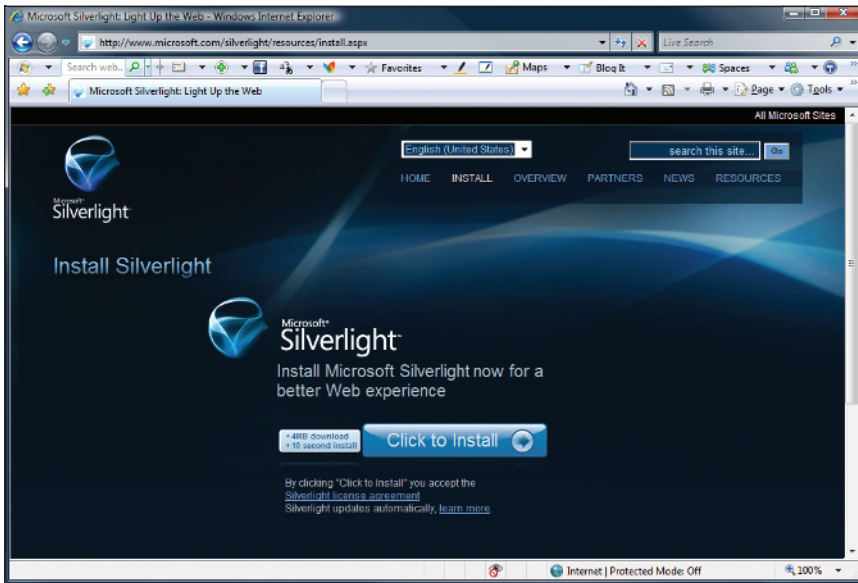 Microsoft Silverlight: Light Up the Web - Windows Internet Explorer
http://www.microsoft.com/silverlight/resources/install.aspx
Live Search
Search web...
Favorites
Maps
Blog It
Spaces
Microsoft Silverlight: Light Up the Web
Page
Tools
All Microsoft Sites
English (United States)
search this site...
Go
HOME INSTALL OVERVIEW PARTNERS NEWS RESOURCES
Microsoft
Silverlight
Install Silverlight
Microsoft
Silverlight
Install Microsoft Silverlight now for a
better Web experience
• 4MB download
• 10 second install
Click to Install
By clicking "Click to Install" you accept the
Silverlight license agreement
Silverlight updates automatically, learn more.
Internet | Protected Mode: Off
100%